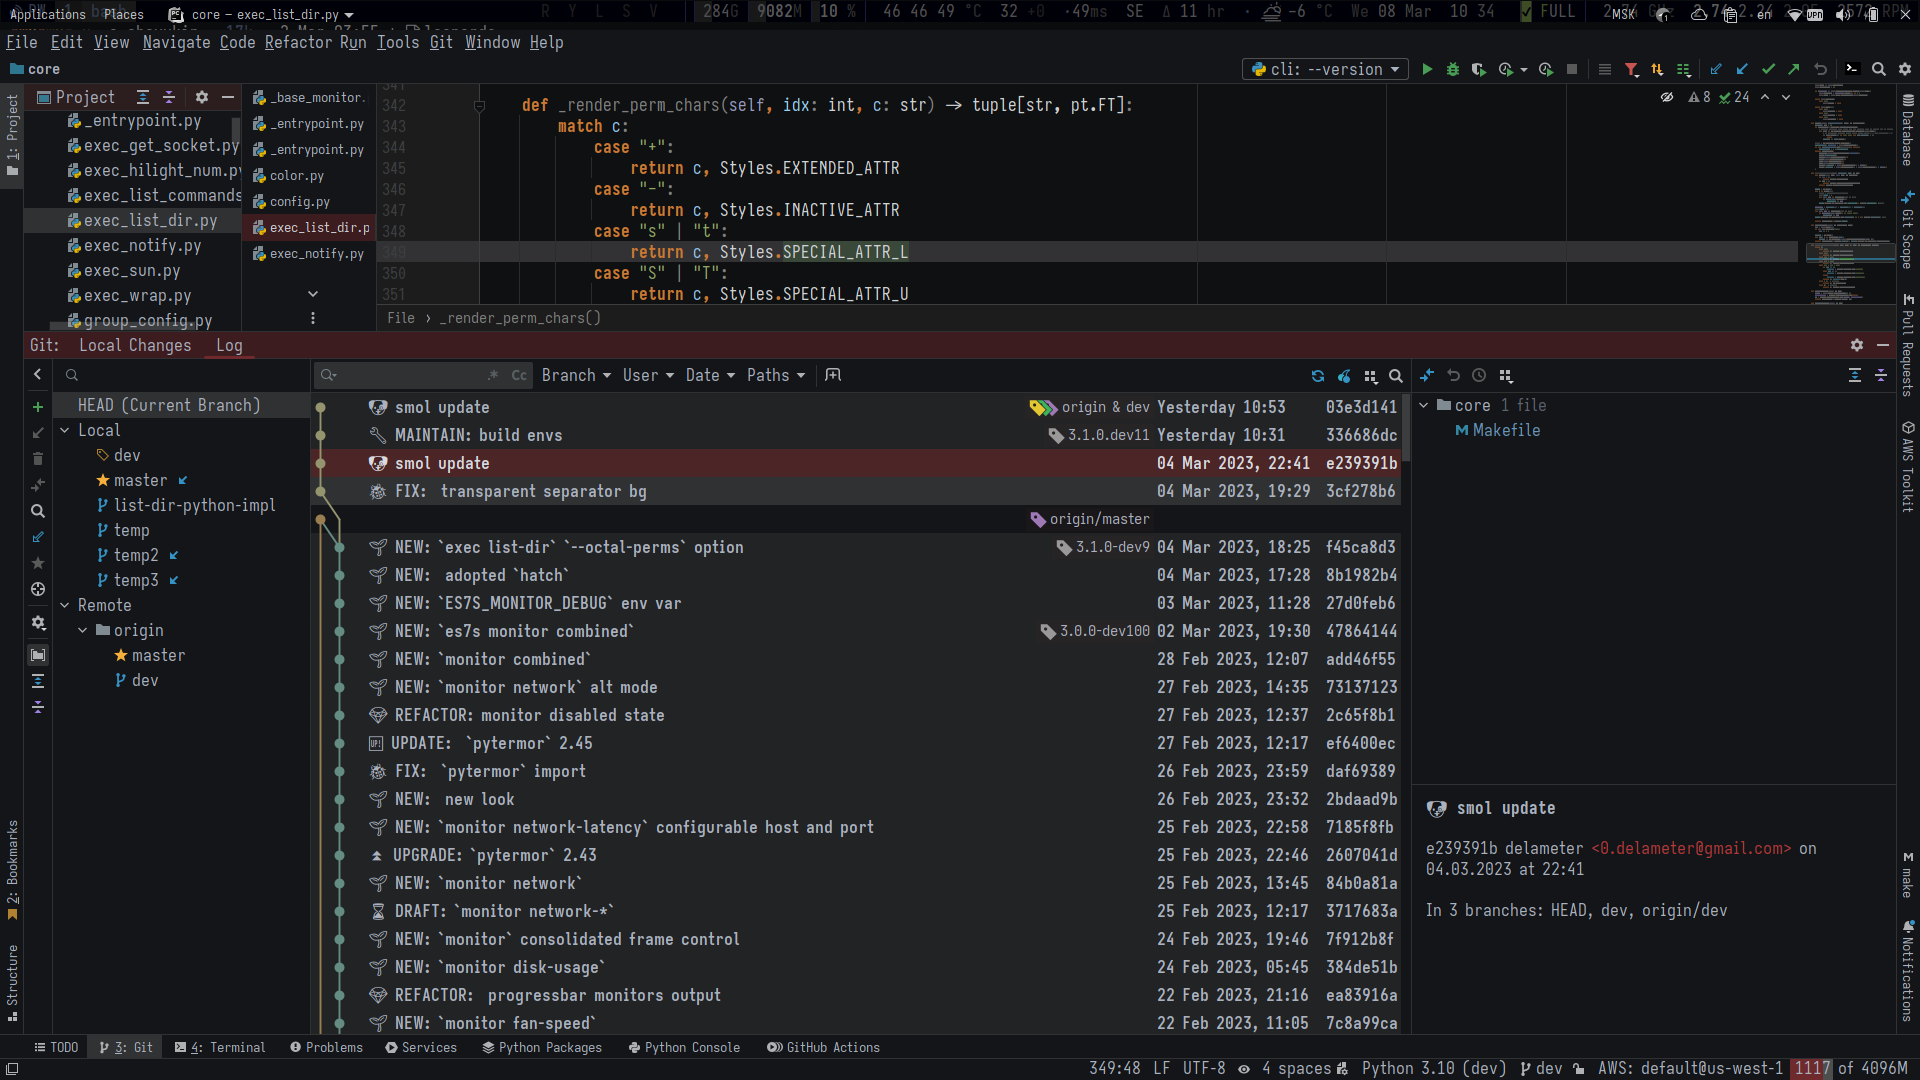 Applications Places core – exec_list_dir.py R Y L S V 284G 9082M 10 % 46 46 49 °C 32 +0 ·49ms SE Δ 11 hr · -6 °C We 08 Mar 10 34 FULL MSK en VPN
File Edit View Navigate Code Refactor Run Tools Git Window Help
core cli: --version
Project
_entrypoint.py
exec_get_socket.py
exec_hilight_num.py
exec_list_commands
exec_list_dir.py
exec_notify.py
exec_sun.py
exec_wrap.py
group_config.py
_base_monitor.
_entrypoint.py
_entrypoint.py
color.py
config.py
exec_list_dir.p
exec_notify.py
341
342 def _render_perm_chars(self, idx: int, c: str) → tuple[str, pt.FT]:
343 match c:
344 case "+":
345 return c, Styles.EXTENDED_ATTR
346 case "-":
347 return c, Styles.INACTIVE_ATTR
348 case "s" | "t":
349 return c, Styles.SPECIAL_ATTR_L
350 case "S" | "T":
351 return c, Styles.SPECIAL_ATTR_U
8 24
File › _render_perm_chars()
1: Project
2: Bookmarks
Structure
Database
Git Scope
Pull Requests
AWS Toolkit
make
Notifications
Git: Local Changes Log
HEAD (Current Branch)
Local
dev
master
list-dir-python-impl
temp
temp2
temp3
Remote
origin
master
dev
.* Cc Branch User Date Paths
smol update origin & dev Yesterday 10:53 03e3d141
MAINTAIN: build envs 3.1.0.dev11 Yesterday 10:31 336686dc
smol update 04 Mar 2023, 22:41 e239391b
FIX: transparent separator bg 04 Mar 2023, 19:29 3cf278b6
origin/master
NEW: `exec list-dir` `--octal-perms` option 3.1.0-dev9 04 Mar 2023, 18:25 f45ca8d3
NEW: adopted `hatch` 04 Mar 2023, 17:28 8b1982b4
NEW: `ES7S_MONITOR_DEBUG` env var 03 Mar 2023, 11:28 27d0feb6
NEW: `es7s monitor combined` 3.0.0-dev100 02 Mar 2023, 19:30 47864144
NEW: `monitor combined` 28 Feb 2023, 12:07 add46f55
NEW: `monitor network` alt mode 27 Feb 2023, 14:35 73137123
REFACTOR: monitor disabled state 27 Feb 2023, 12:37 2c65f8b1
UP! UPDATE: `pytermor` 2.45 27 Feb 2023, 12:17 ef6400ec
FIX: `pytermor` import 26 Feb 2023, 23:59 daf69389
NEW: new look 26 Feb 2023, 23:32 2bdaad9b
NEW: `monitor network-latency` configurable host and port 25 Feb 2023, 22:58 7185f8fb
UPGRADE: `pytermor` 2.43 25 Feb 2023, 22:46 2607041d
NEW: `monitor network` 25 Feb 2023, 13:45 84b0a81a
DRAFT: `monitor network-*` 25 Feb 2023, 12:17 3717683a
NEW: `monitor` consolidated frame control 24 Feb 2023, 19:46 7f912b8f
NEW: `monitor disk-usage` 24 Feb 2023, 05:45 384de51b
REFACTOR: progressbar monitors output 22 Feb 2023, 21:16 ea83916a
NEW: `monitor fan-speed` 22 Feb 2023, 11:05 7c8a99ca
core 1 file
Makefile
smol update
e239391b delameter <0.delameter@gmail.com> on
04.03.2023 at 22:41
In 3 branches: HEAD, dev, origin/dev
TODO 3: Git 4: Terminal Problems Services Python Packages Python Console GitHub Actions
349:48 LF UTF-8 4 spaces Python 3.10 (dev) dev AWS: default@us-west-1 1117 of 4096M